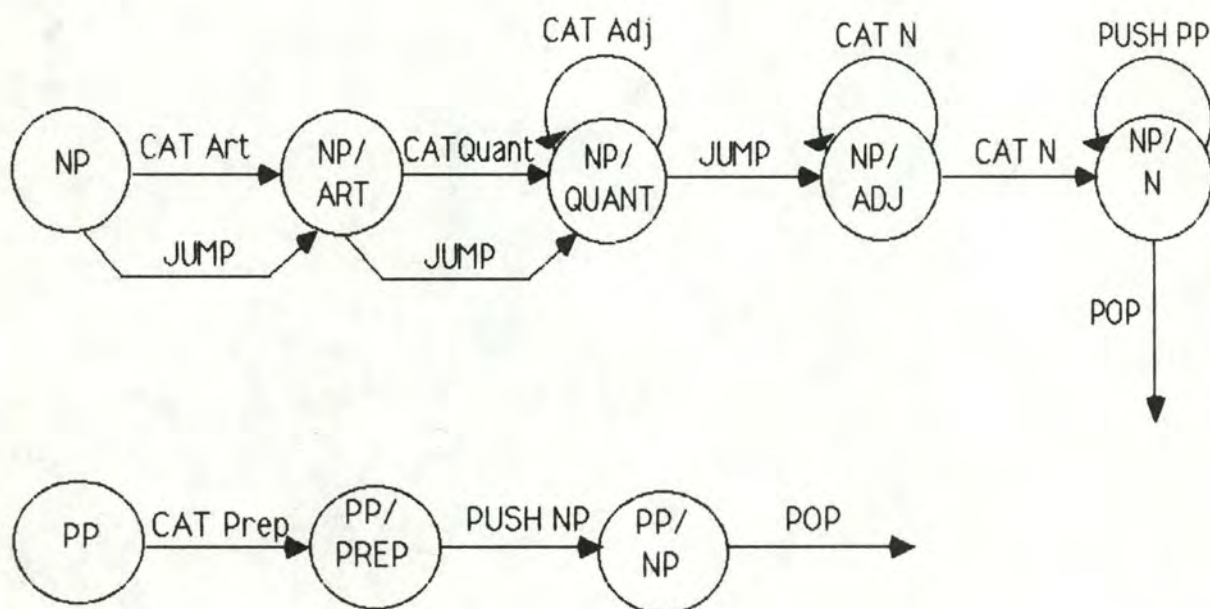 CAT Adj
CAT N
PUSH PP
NP
CAT Art
NP/
ART
CATQuant
NP/
QUANT
JUMP
NP/
ADJ
CAT N
NP/
N
JUMP
JUMP
POP
PP
CAT Prep
PP/
PREP
PUSH NP
PP/
NP
POP